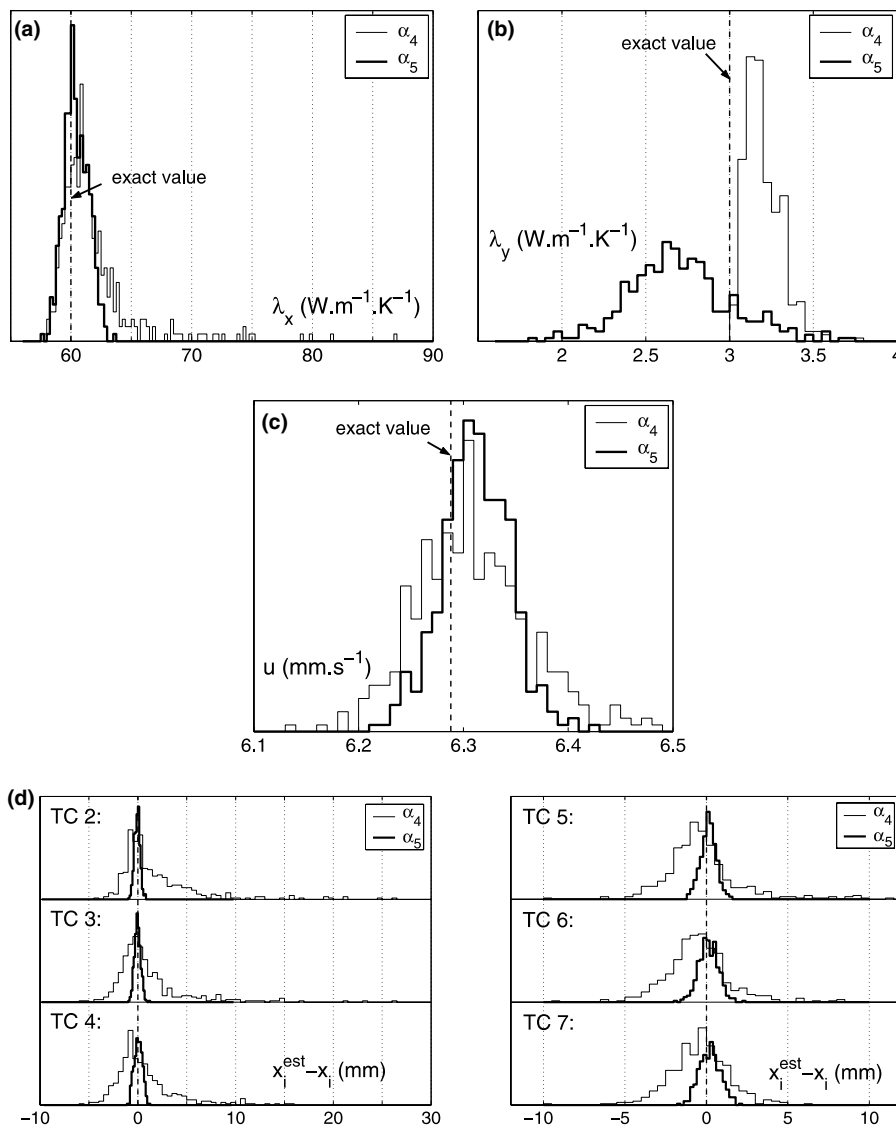 (a)
α4
α5
exact value
λx (W.m⁻¹.K⁻¹)
60 70 80 90
(b)
exact value
α4
α5
λy (W.m⁻¹.K⁻¹)
2 2.5 3 3.5 4
(c)
exact value
α4
α5
u (mm.s⁻¹)
6.1 6.2 6.3 6.4 6.5
(d)
TC 2:
α4
α5
TC 3:
TC 4:
xᵢᵉˢᵗ–xᵢ (mm)
−10 0 10 20 30
TC 5:
α4
α5
TC 6:
TC 7:
xᵢᵉˢᵗ–xᵢ (mm)
−10 −5 0 5 10